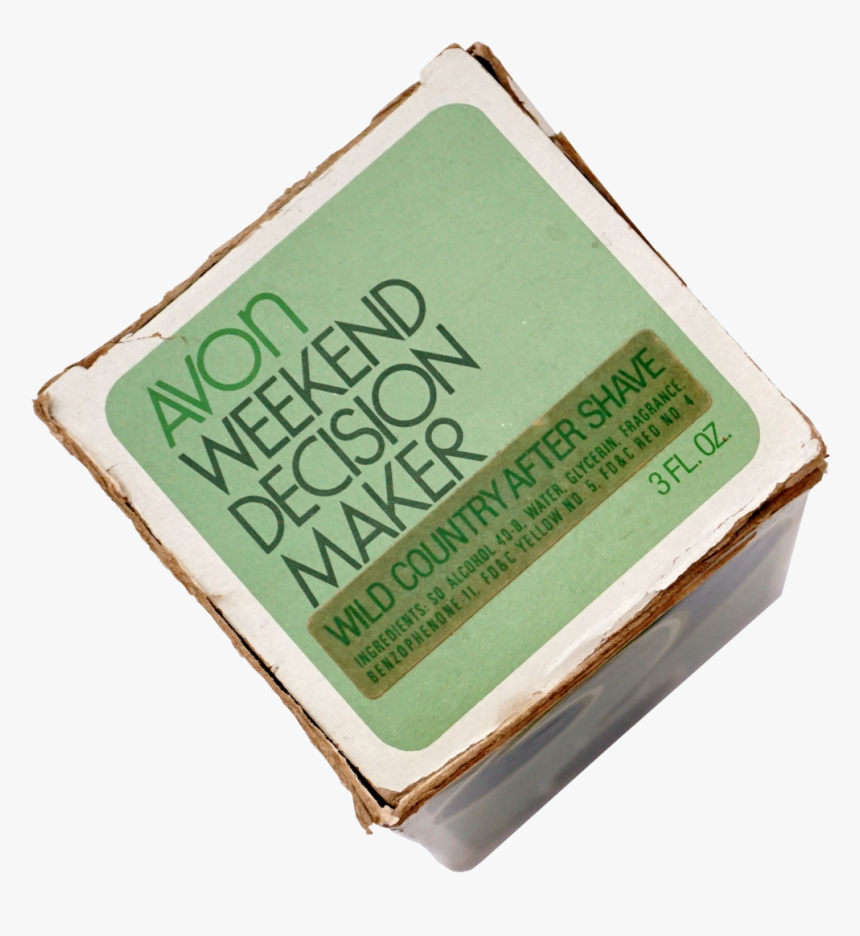 AVON
WEEKEND
DECISION
MAKER
WILD COUNTRY AFTER SHAVE
INGREDIENTS: SD ALCOHOL 40-B, WATER, GLYCERIN, FRAGRANCE
BENZOPHENONE-11, FD&C YELLOW NO. 5, FD&C RED NO. 4
3 FL. OZ.